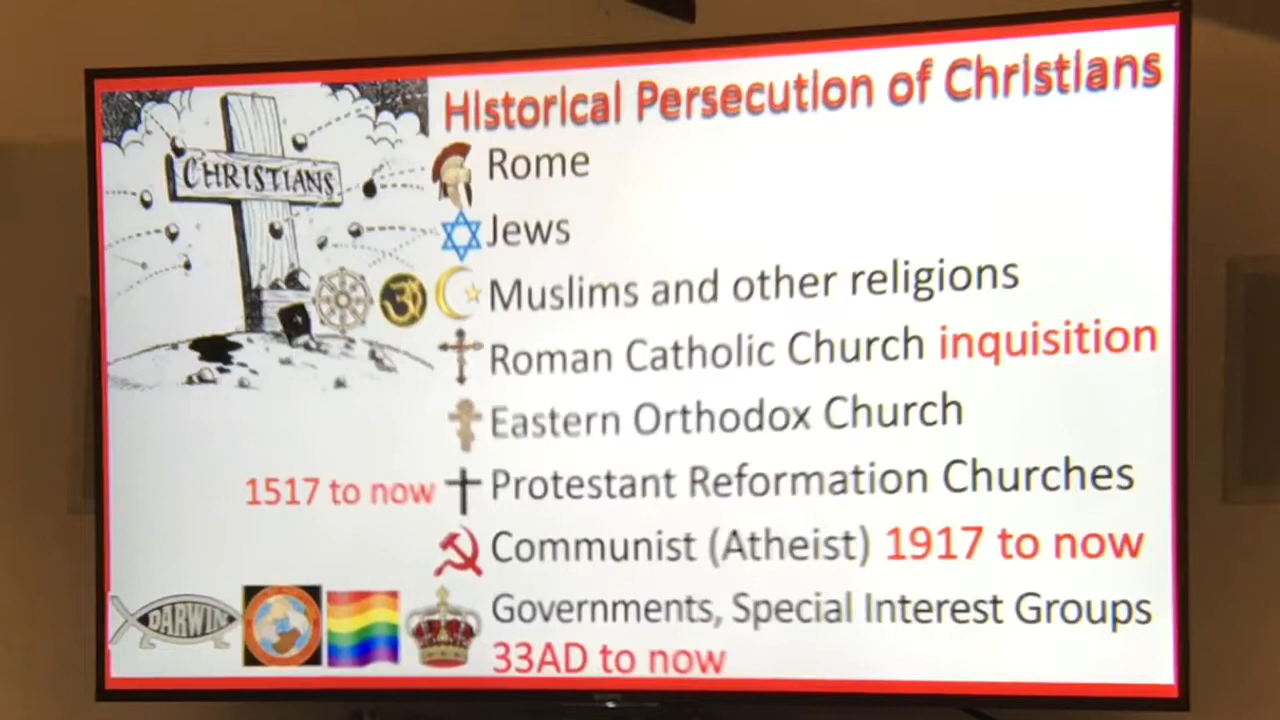 Historical Persecution of Christians
CHRISTIANS
Rome
Jews
Muslims and other religions
Roman Catholic Church inquisition
Eastern Orthodox Church
1517 to now Protestant Reformation Churches
Communist (Atheist) 1917 to now
DARWIN
Governments, Special Interest Groups
33AD to now
SONY